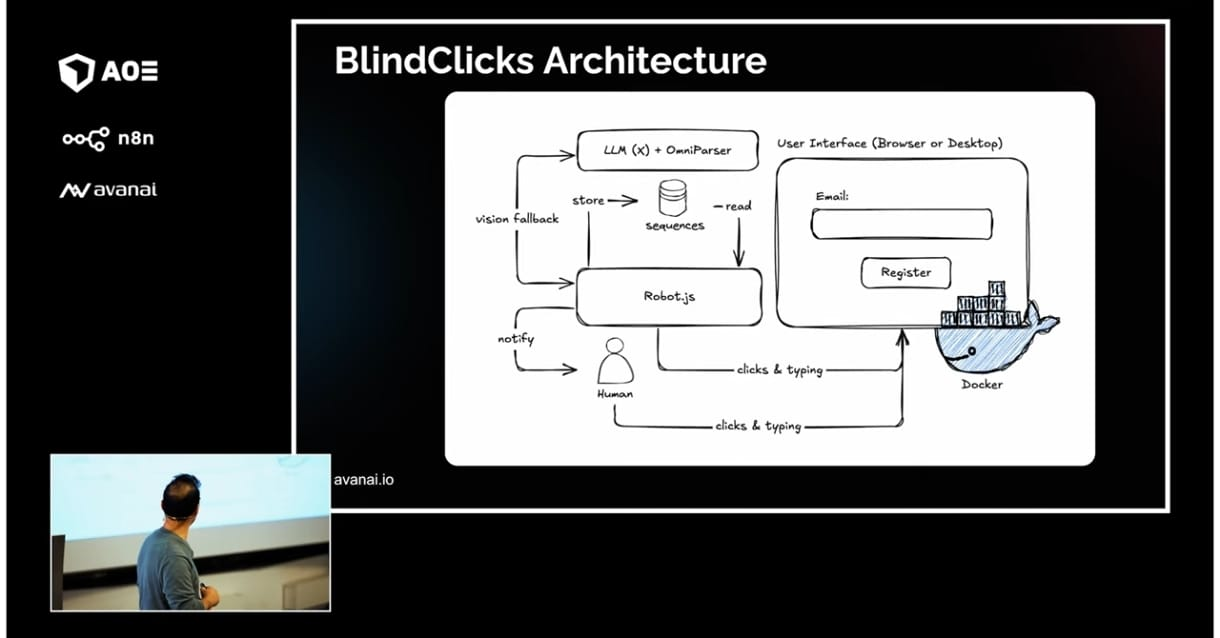 AOE
n8n
avanai
BlindClicks Architecture
LLM (X) + OmniParser
User Interface (Browser or Desktop)
store
read
vision fallback
sequences
Email:
Register
Robot.js
notify
Human
clicks & typing
Docker
clicks & typing
avanai.io